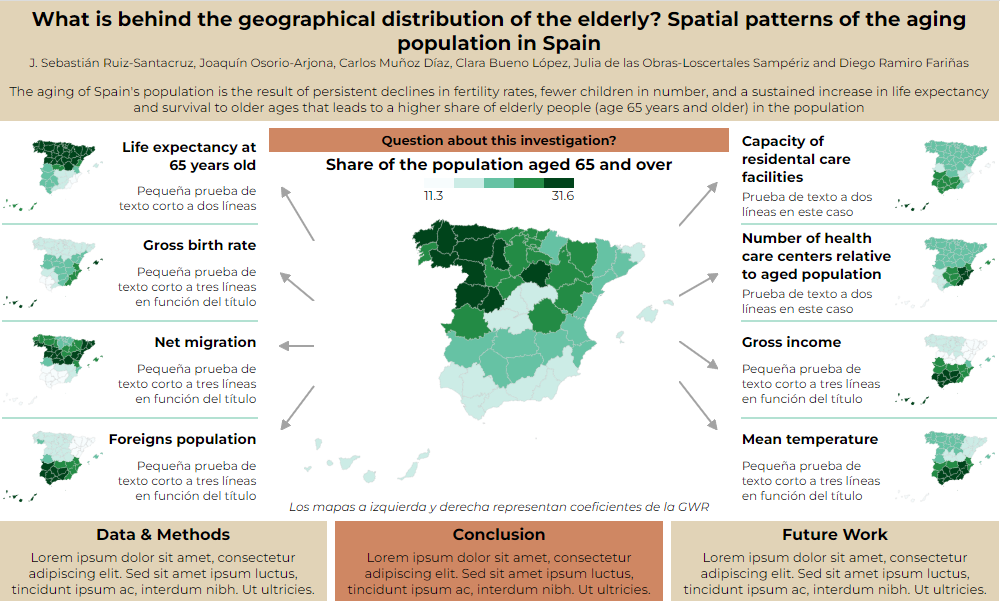 What is behind the geographical distribution of the elderly? Spatial patterns of the aging
population in Spain
J. Sebastián Ruiz-Santacruz, Joaquín Osorio-Arjona, Carlos Muñoz Díaz, Clara Bueno López, Julia de las Obras-Loscertales Sampériz and Diego Ramiro Fariñas
The aging of Spain's population is the result of persistent declines in fertility rates, fewer children in number, and a sustained increase in life expectancy
and survival to older ages that leads to a higher share of elderly people (age 65 years and older) in the population
Life expectancy at
65 years old
Pequeña prueba de
texto corto a dos líneas
Gross birth rate
Pequeña prueba de
texto corto a tres líneas
en función del título
Net migration
Pequeña prueba de
texto corto a tres líneas
en función del título
Foreigns population
Pequeña prueba de
texto corto a tres líneas
en función del título
Question about this investigation?
Share of the population aged 65 and over
11.3
31.6
Los mapas a izquierda y derecha representan coeficientes de la GWR
Capacity of
residental care
facilities
Prueba de texto a dos
líneas en este caso
Number of health
care centers relative
to aged population
Prueba de texto a dos
líneas en este caso
Gross income
Pequeña prueba de
texto corto a tres líneas
en función del título
Mean temperature
Pequeña prueba de
texto corto a tres líneas
en función del título
Data & Methods
Lorem ipsum dolor sit amet, consectetur
adipiscing elit. Sed sit amet ipsum luctus,
tincidunt ipsum ac, interdum nibh. Ut ultricies.
Conclusion
Lorem ipsum dolor sit amet, consectetur
adipiscing elit. Sed sit amet ipsum luctus,
tincidunt ipsum ac, interdum nibh. Ut ultricies.
Future Work
Lorem ipsum dolor sit amet, consectetur
adipiscing elit. Sed sit amet ipsum luctus,
tincidunt ipsum ac, interdum nibh. Ut ultricies.